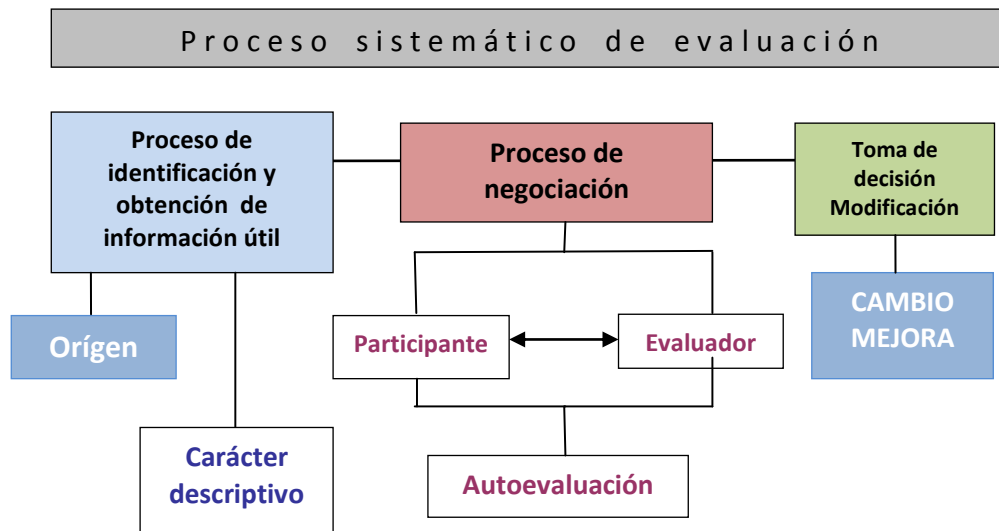 Proceso sistemático de evaluación
Proceso de
identificación y
obtención de
información útil
Proceso de
negociación
Toma de
decisión
Modificación
Orígen
CAMBIO
MEJORA
Participante
Evaluador
Carácter
descriptivo
Autoevaluación